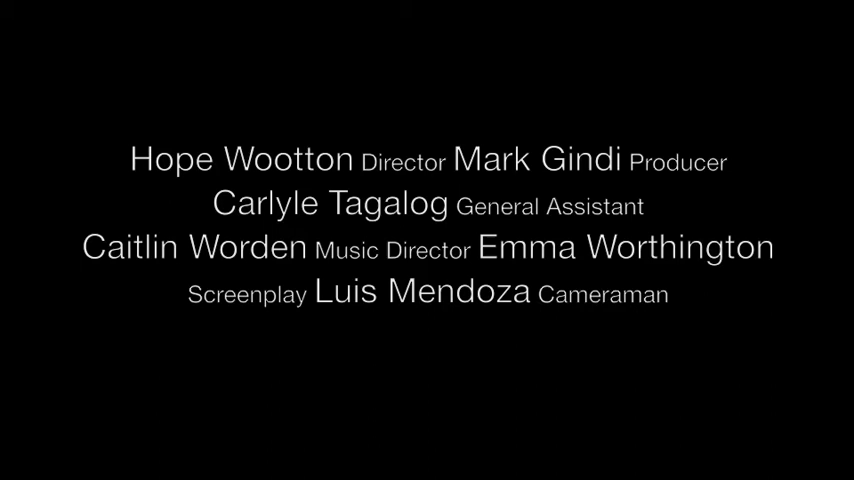 Hope Wootton Director Mark Gindi Producer
Carlyle Tagalog General Assistant
Caitlin Worden Music Director Emma Worthington
Screenplay Luis Mendoza Cameraman